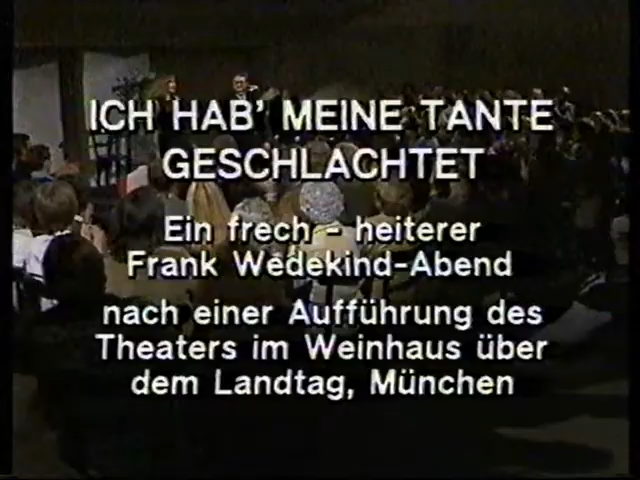 ICH HAB' MEINE TANTE
GESCHLACHTET
Ein frech - heiterer
Frank Wedekind-Abend
nach einer Aufführung des
Theaters im Weinhaus über
dem Landtag, München